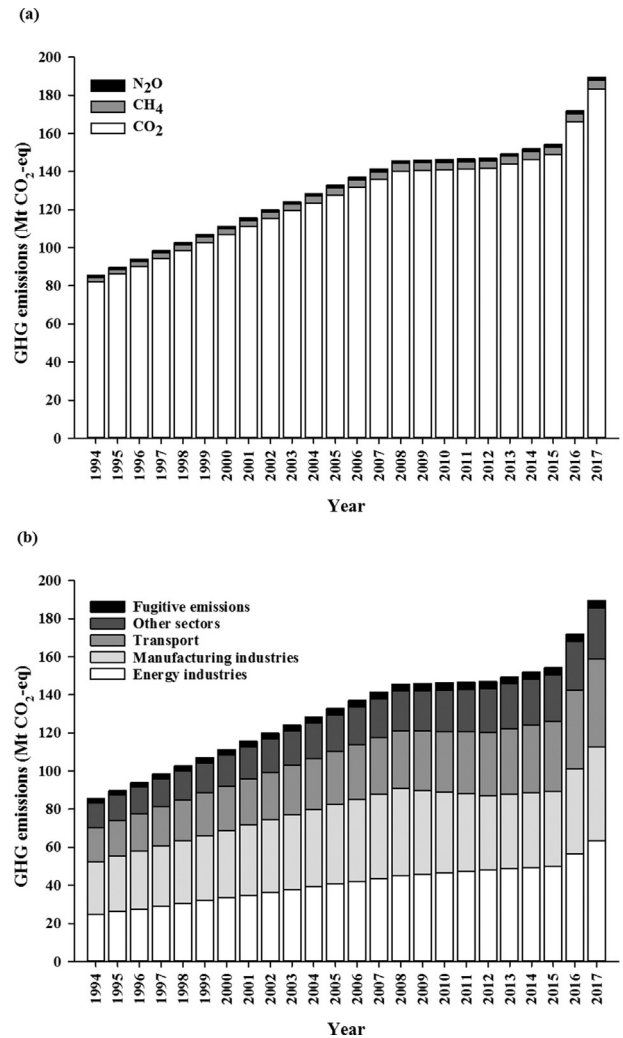 (a)
200
180
160
140
120
100
80
60
40
20
0
GHG emissions (Mt CO₂-eq)
N₂O
CH₄
CO₂
1994 1995 1996 1997 1998 1999 2000 2001 2002 2003 2004 2005 2006 2007 2008 2009 2010 2011 2012 2013 2014 2015 2016 2017
Year
(b)
200
180
160
140
120
100
80
60
40
20
0
GHG emissions (Mt CO₂-eq)
Fugitive emissions
Other sectors
Transport
Manufacturing industries
Energy industries
1994 1995 1996 1997 1998 1999 2000 2001 2002 2003 2004 2005 2006 2007 2008 2009 2010 2011 2012 2013 2014 2015 2016 2017
Year